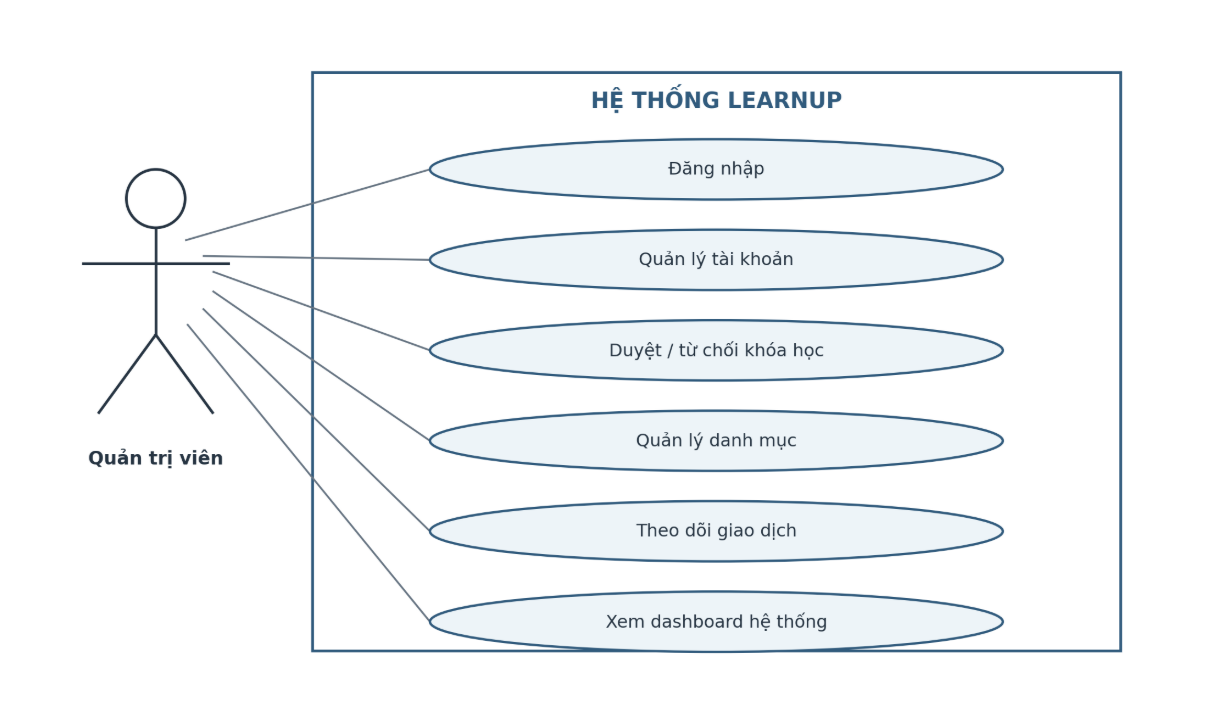 HỆ THỐNG LEARNUP
Đăng nhập
Quản lý tài khoản
Duyệt / từ chối khóa học
Quản lý danh mục
Quản trị viên
Theo dõi giao dịch
Xem dashboard hệ thống